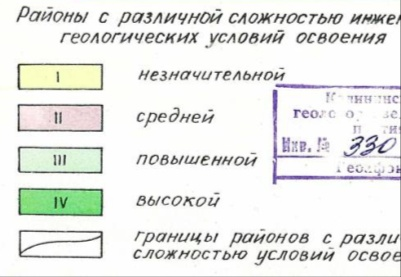 Районы с различной сложностью инже
геологических условий освоения
I незначительной
II средней
III повышенной
IV высокой
Инв. № 330
границы районов с разли
сложностью условий освое